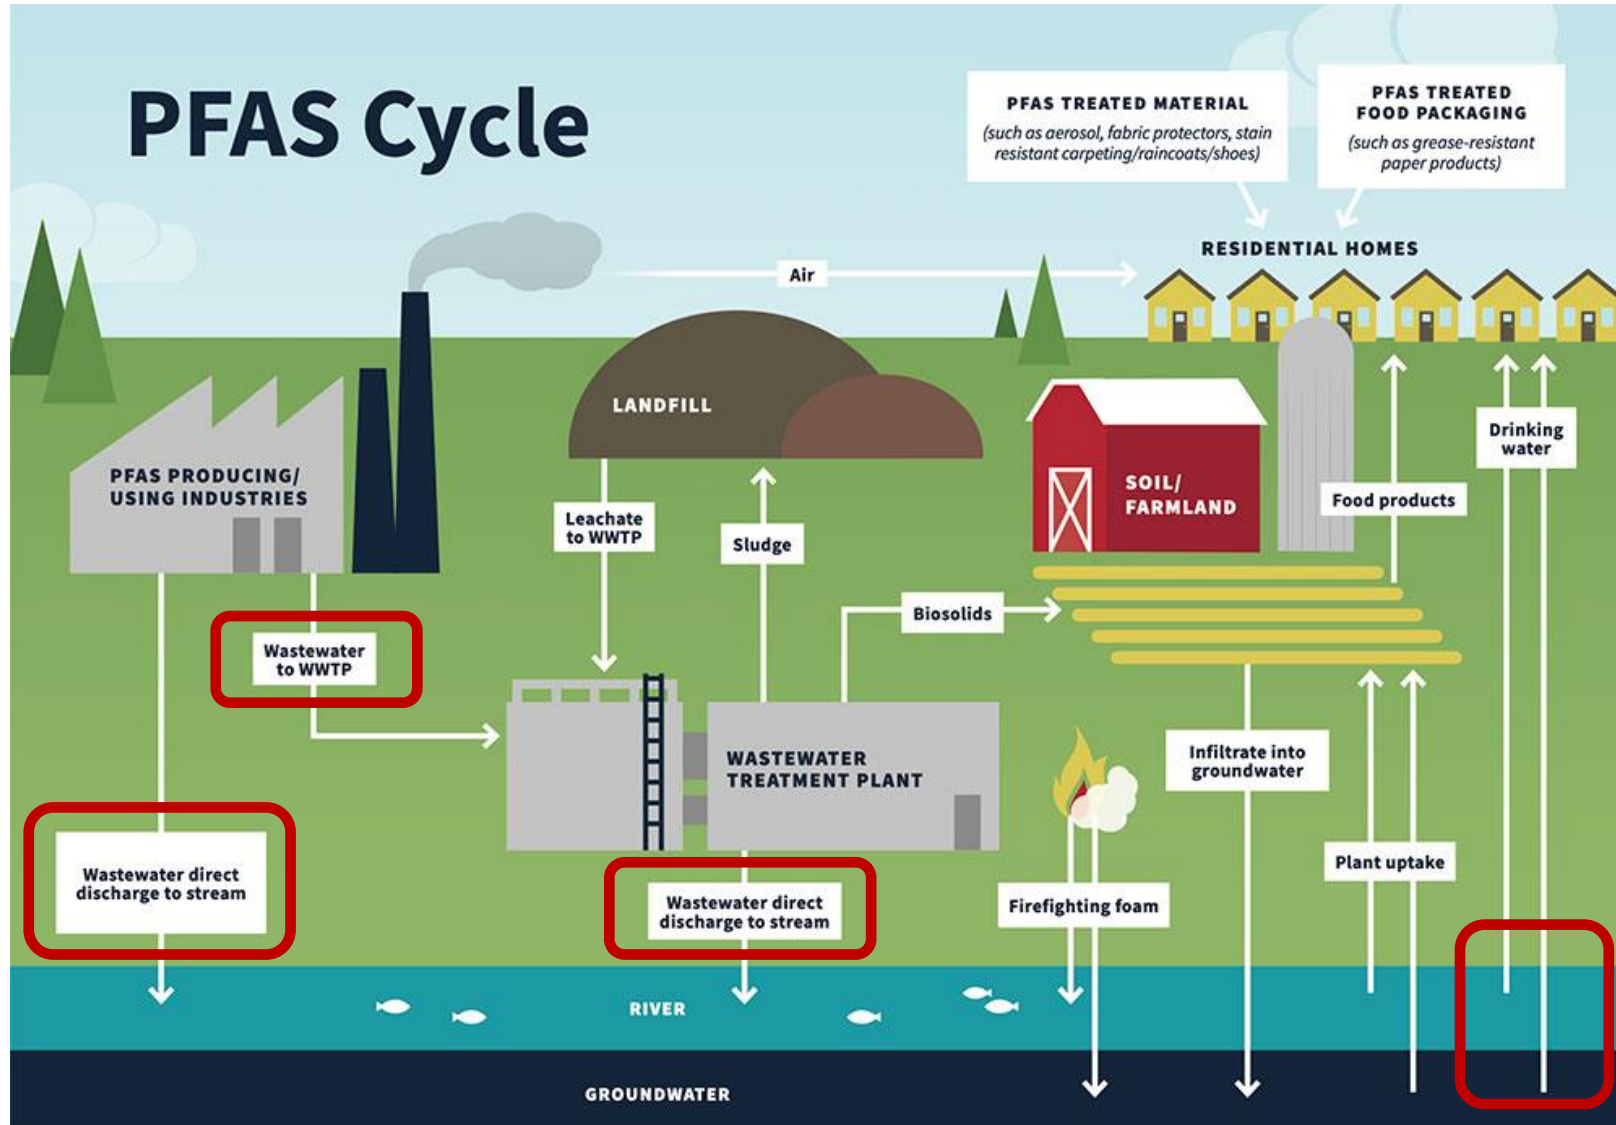 PFAS Cycle
PFAS TREATED MATERIAL
(such as aerosol, fabric protectors, stain
resistant carpeting/raincoats/shoes)
PFAS TREATED
FOOD PACKAGING
(such as grease-resistant
paper products)
RESIDENTIAL HOMES
Air
LANDFILL
PFAS PRODUCING/
USING INDUSTRIES
Leachate
to WWTP
Sludge
SOIL/
FARMLAND
Food products
Drinking
water
Biosolids
Wastewater
to WWTP
WASTEWATER
TREATMENT PLANT
Infiltrate into
groundwater
Plant uptake
Wastewater direct
discharge to stream
Wastewater direct
discharge to stream
Firefighting foam
RIVER
GROUNDWATER